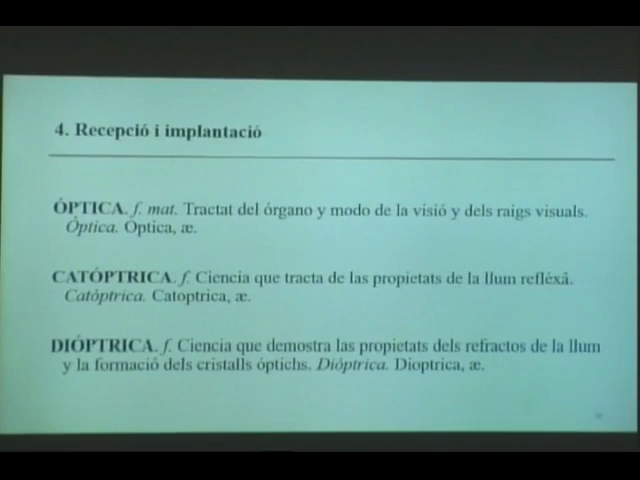 4. Recepció i implantació
ÓPTICA. f. mat. Tractat del órgano y modo de la visió y dels raigs visuals.
Óptica. Optica, æ.
CATÓPTRICA. f. Ciencia que tracta de las propietats de la llum refléxâ.
Catóptrica. Catoptrica, æ.
DIÓPTRICA. f. Ciencia que demostra las propietats dels refractos de la llum
y la formació dels cristalls óptichs. Dióptrica. Dioptrica, æ.